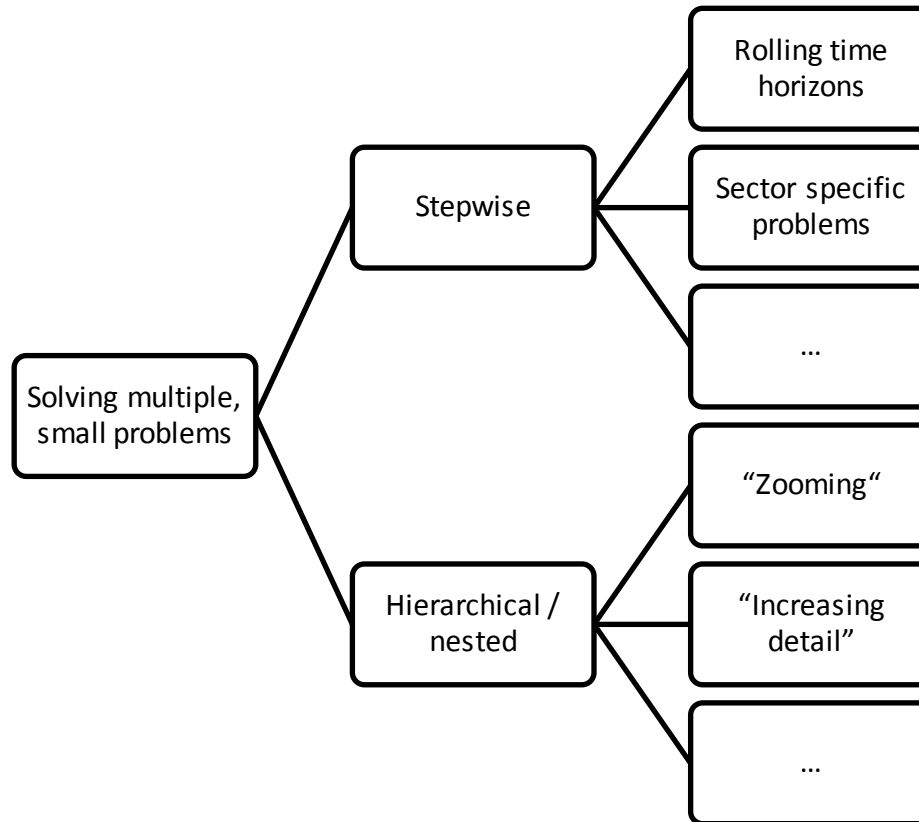 Rolling time
horizons
Stepwise
Sector specific
problems
…
Solving multiple,
small problems
“Zooming“
Hierarchical /
nested
“Increasing
detail”
…